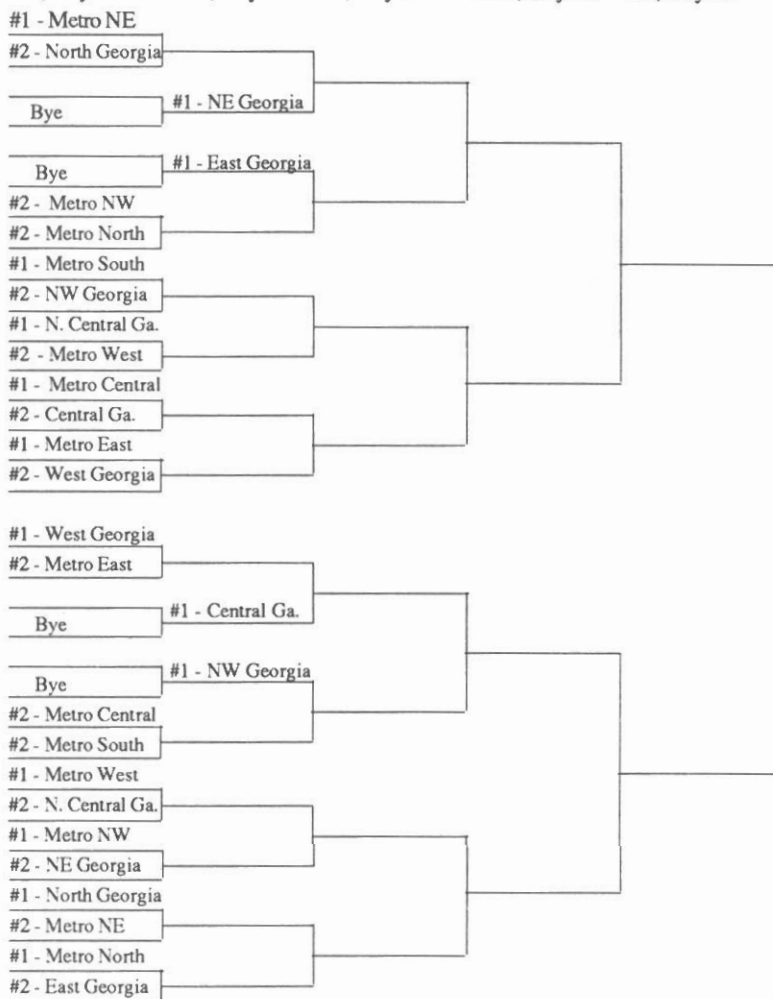 #1 - Metro NE
#2 - North Georgia
#1 - NE Georgia
Bye
#1 - East Georgia
Bye
#2 - Metro NW
#2 - Metro North
#1 - Metro South
#2 - NW Georgia
#1 - N. Central Ga.
#2 - Metro West
#1 - Metro Central
#2 - Central Ga.
#1 - Metro East
#2 - West Georgia
#1 - West Georgia
#2 - Metro East
#1 - Central Ga.
Bye
#1 - NW Georgia
Bye
#2 - Metro Central
#2 - Metro South
#1 - Metro West
#2 - N. Central Ga.
#1 - Metro NW
#2 - NE Georgia
#1 - North Georgia
#2 - Metro NE
#1 - Metro North
#2 - East Georgia